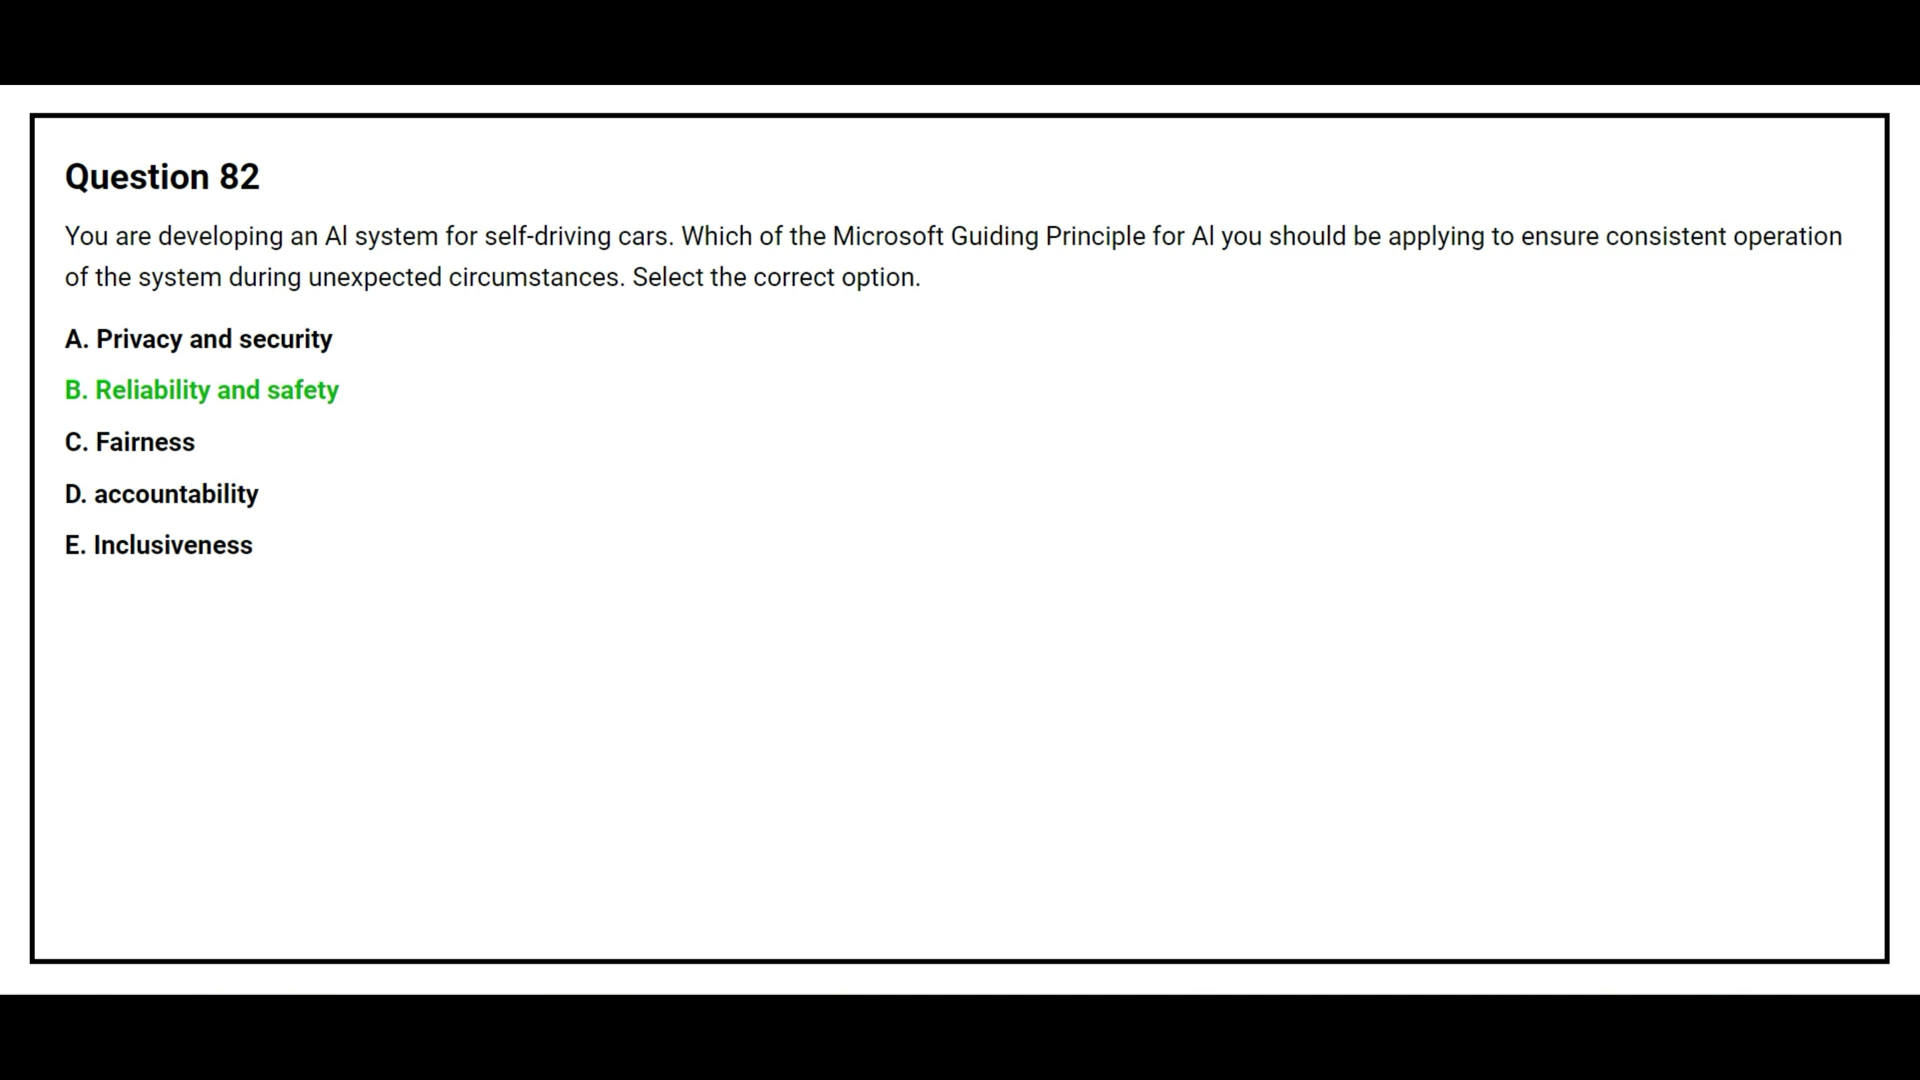 Question 82
You are developing an AI system for self-driving cars. Which of the Microsoft Guiding Principle for AI you should be applying to ensure consistent operation
of the system during unexpected circumstances. Select the correct option.
A. Privacy and security
B. Reliability and safety
C. Fairness
D. accountability
E. Inclusiveness